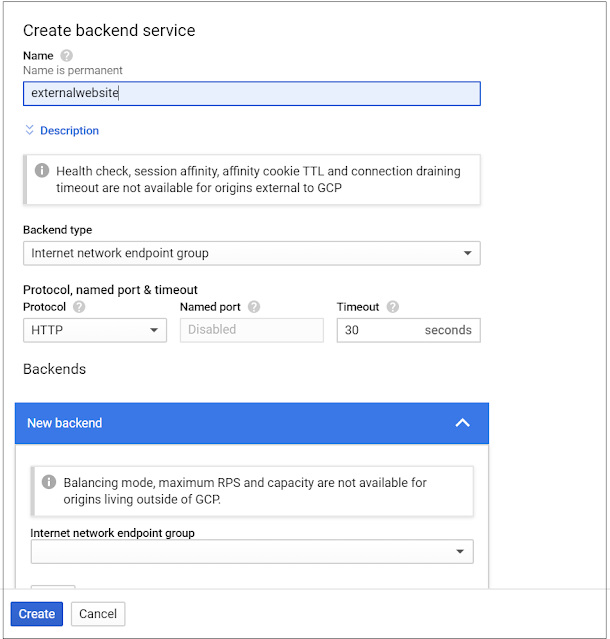 Create backend service
Name
Name is permanent
externalwebsite
Description
Health check, session affinity, affinity cookie TTL and connection draining
timeout are not available for origins external to GCP
Backend type
Internet network endpoint group
Protocol, named port & timeout
Protocol Named port Timeout
HTTP Disabled 30 seconds
Backends
New backend
Balancing mode, maximum RPS and capacity are not available for
origins living outside of GCP.
Internet network endpoint group
Create Cancel